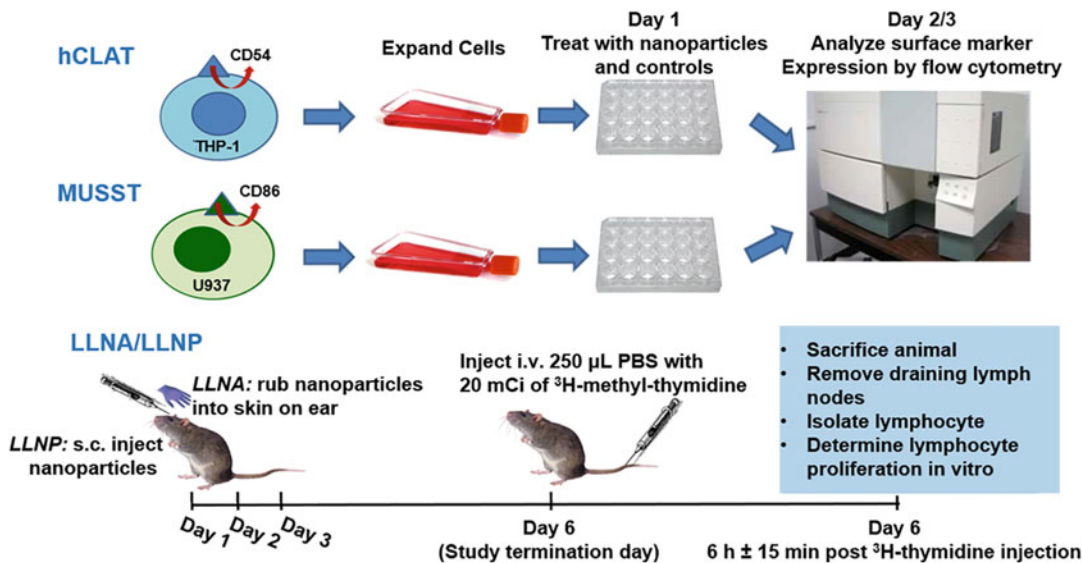 hCLAT
CD54
THP-1
Expand Cells
Day 1
Treat with nanoparticles
and controls
Day 2/3
Analyze surface marker
Expression by flow cytometry
MUSST
CD86
U937
LLNA/LLNP
LLNA: rub nanoparticles
into skin on ear
LLNP: s.c. inject
nanoparticles
Inject i.v. 250 µL PBS with
20 mCi of ³H-methyl-thymidine
• Sacrifice animal
• Remove draining lymph
nodes
• Isolate lymphocyte
• Determine lymphocyte
proliferation in vitro
Day 1
Day 2
Day 3
Day 6
(Study termination day)
Day 6
6 h ± 15 min post ³H-thymidine injection